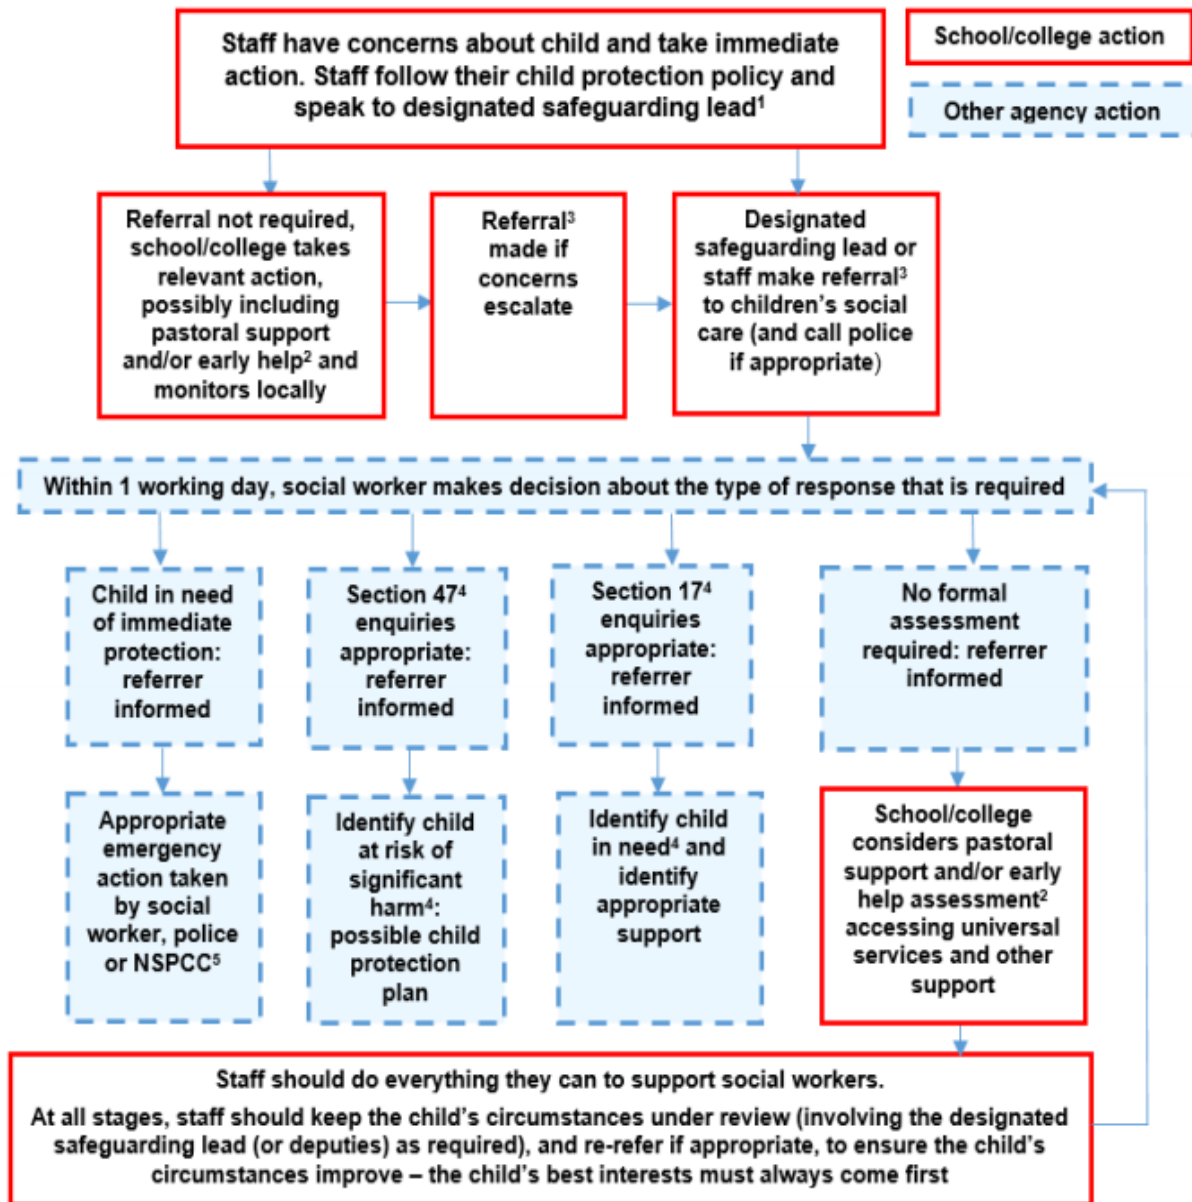 Staff have concerns about child and take immediate
action. Staff follow their child protection policy and
speak to designated safeguarding lead¹
School/college action
Other agency action
Referral not required,
school/college takes
relevant action,
possibly including
pastoral support
and/or early help² and
monitors locally
Referral³
made if
concerns
escalate
Designated
safeguarding lead or
staff make referral³
to children’s social
care (and call police
if appropriate)
Within 1 working day, social worker makes decision about the type of response that is required
Child in need
of immediate
protection:
referrer
informed
Section 47⁴
enquiries
appropriate:
referrer
informed
Section 17⁴
enquiries
appropriate:
referrer
informed
No formal
assessment
required: referrer
informed
Appropriate
emergency
action taken
by social
worker, police
or NSPCC⁵
Identify child
at risk of
significant
harm⁴:
possible child
protection
plan
Identify child
in need⁴ and
identify
appropriate
support
School/college
considers pastoral
support and/or early
help assessment²
accessing universal
services and other
support
Staff should do everything they can to support social workers.
At all stages, staff should keep the child’s circumstances under review (involving the designated
safeguarding lead (or deputies) as required), and re-refer if appropriate, to ensure the child’s
circumstances improve – the child’s best interests must always come first